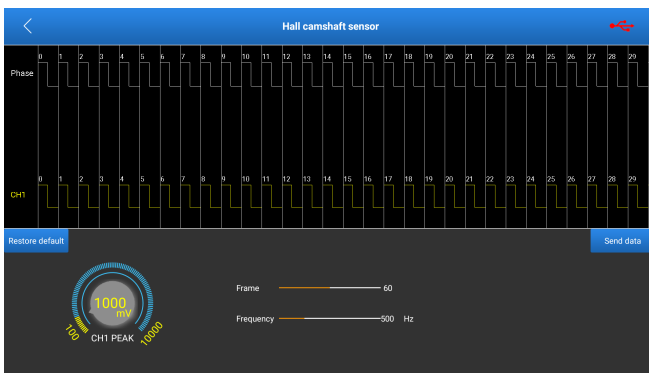 Hall camshaft sensor
0 1 2 3 4 5 6 7 8 9 10 11 12 13 14 15 16 17 18 19 20 21 22 23 24 25 26 27 28 29
Phase
0 1 2 3 4 5 6 7 8 9 10 11 12 13 14 15 16 17 18 19 20 21 22 23 24 25 26 27 28 29
CH1
Restore default
Send data
Frame 60
1000
mV
Frequency 500 Hz
100
CH1 PEAK
10000